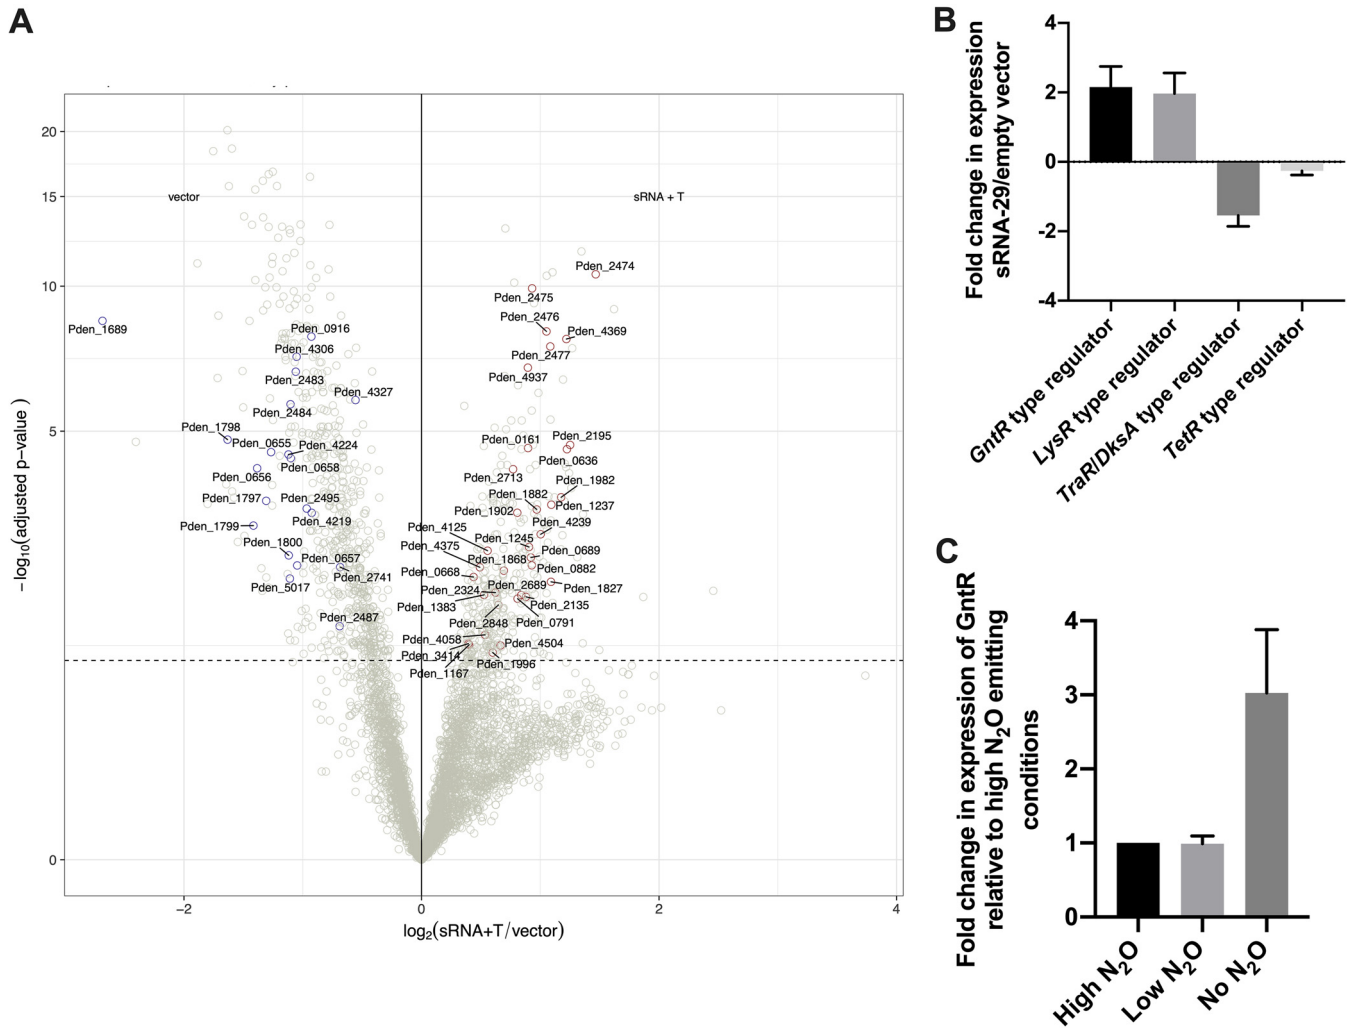 A
20
15
10
5
0
−log10(adjusted p−value )
vector
sRNA + T
Pden_2474
Pden_2475
Pden_2476
Pden_4369
Pden_1689
Pden_0916
Pden_4306
Pden_2477
Pden_4937
Pden_2483
Pden_4327
Pden_2484
Pden_1798
Pden_0655
Pden_4224
Pden_0161
Pden_2195
Pden_0658
Pden_0636
Pden_0656
Pden_2713
Pden_1982
Pden_1797
Pden_2495
Pden_1882
Pden_1237
Pden_1902
Pden_4219
Pden_1799
Pden_4125
Pden_4239
Pden_1800
Pden_4375
Pden_1245
Pden_0689
Pden_0657
Pden_1868
Pden_0668
Pden_0882
Pden_2741
Pden_5017
Pden_2324
Pden_2689
Pden_1827
Pden_1383
Pden_2135
Pden_2487
Pden_2848
Pden_0791
Pden_4058
Pden_4504
Pden_3414
Pden_1996
Pden_1167
−2
0
2
4
log2(sRNA+T/vector)
B
Fold change in expression
sRNA-29/empty vector
4
2
0
-2
-4
GntR type regulator
LysR type regulator
TraR/DksA type regulator
TetR type regulator
C
Fold change in expression of GntR
relative to high N2O emitting
conditions
4
3
2
1
0
High N2O
Low N2O
No N2O